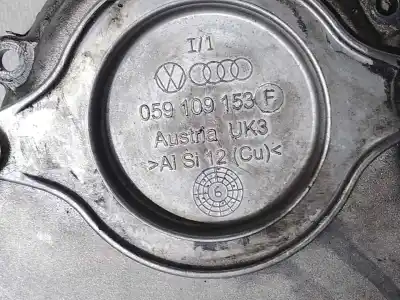 I/1
059 109 153 F
Austria UK3
>Al Si 12 (Cu)<
6